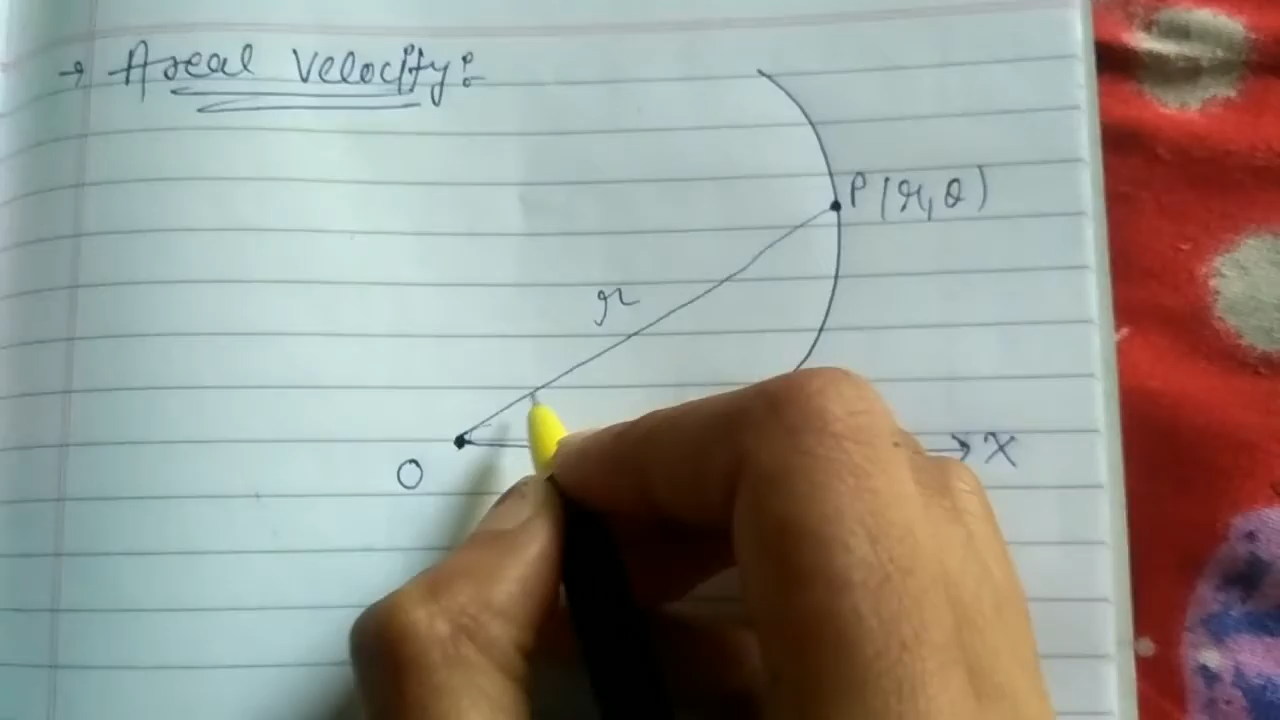 → Areal Velocity:
P(r, θ)
r
O
X